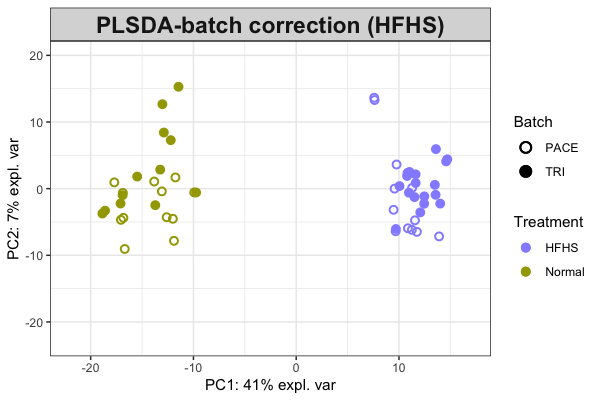 PLSDA-batch correction (HFHS)
20
10
0
-10
-20
PC2: 7% expl. var
-20
-10
0
10
PC1: 41% expl. var
Batch
PACE
TRI
Treatment
HFHS
Normal